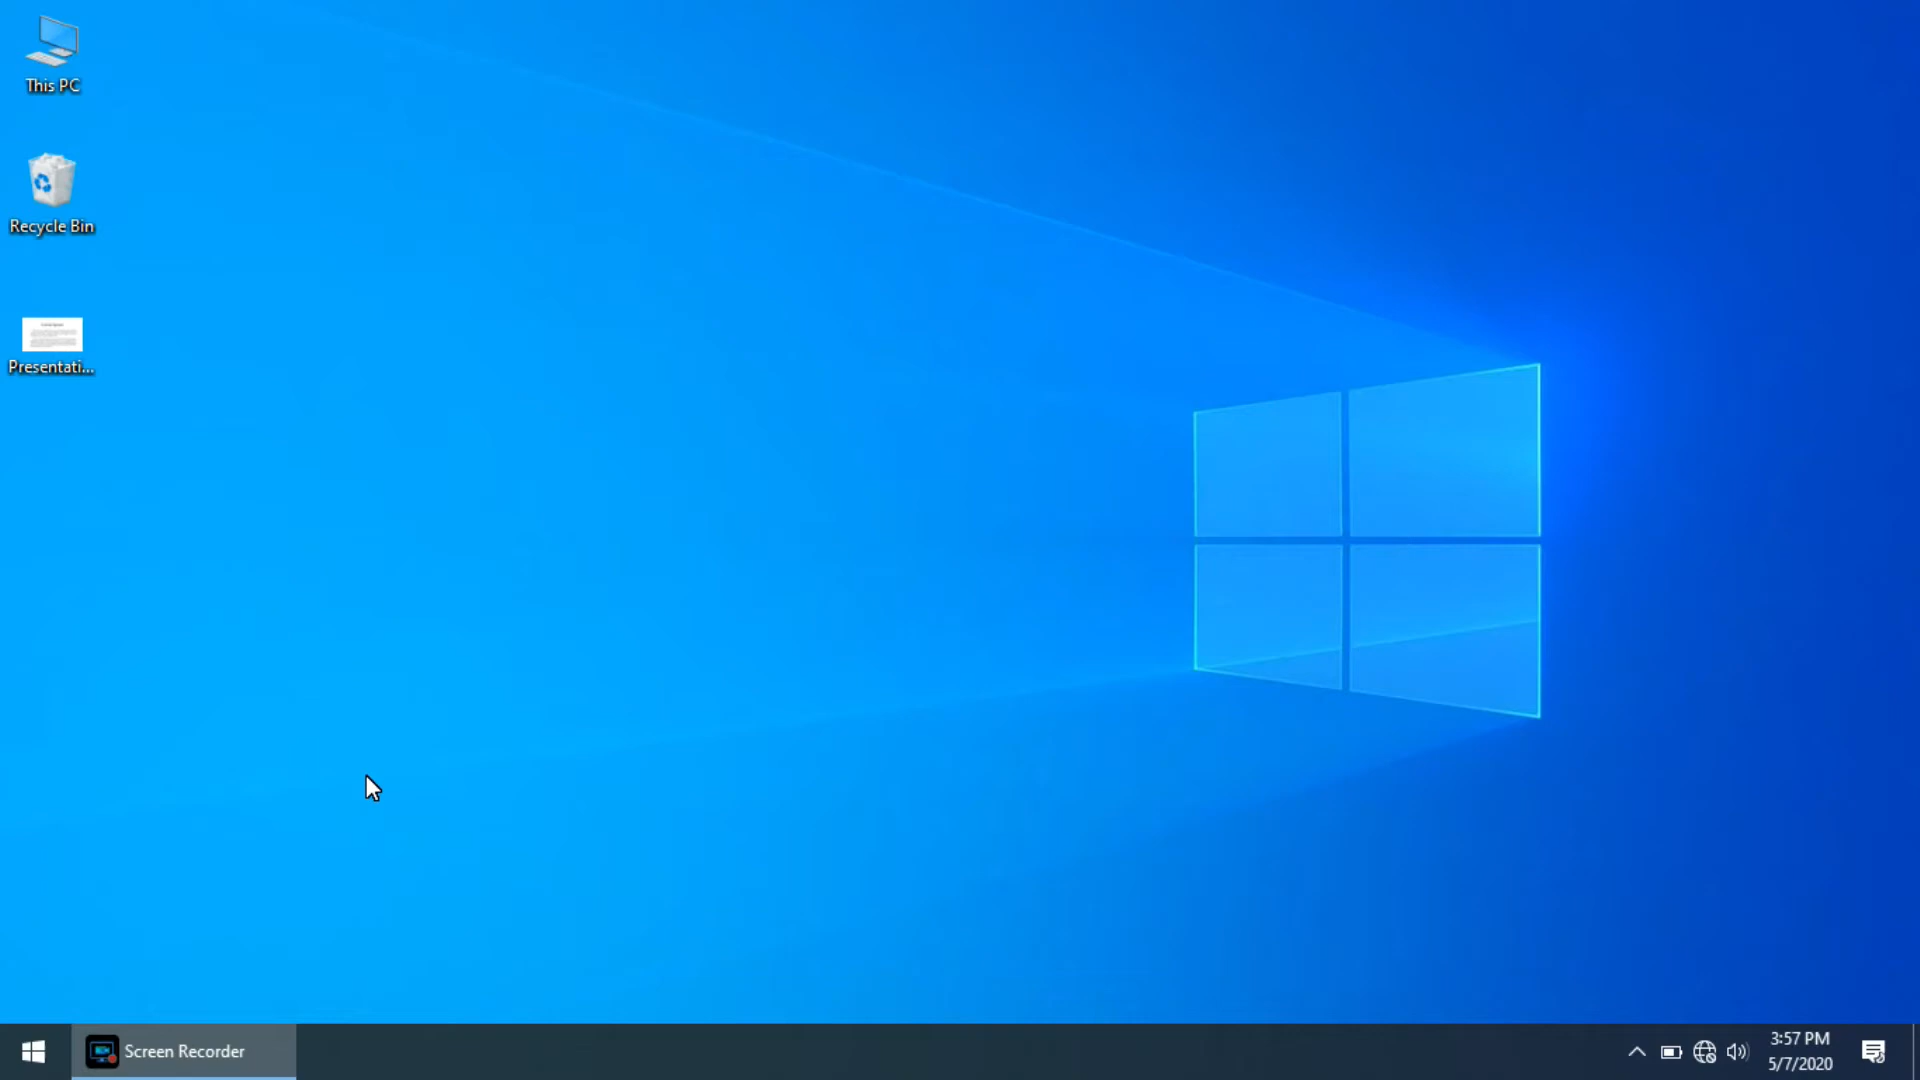 This PC
Recycle Bin
Presentati...
Screen Recorder
3:57 PM
5/7/2020